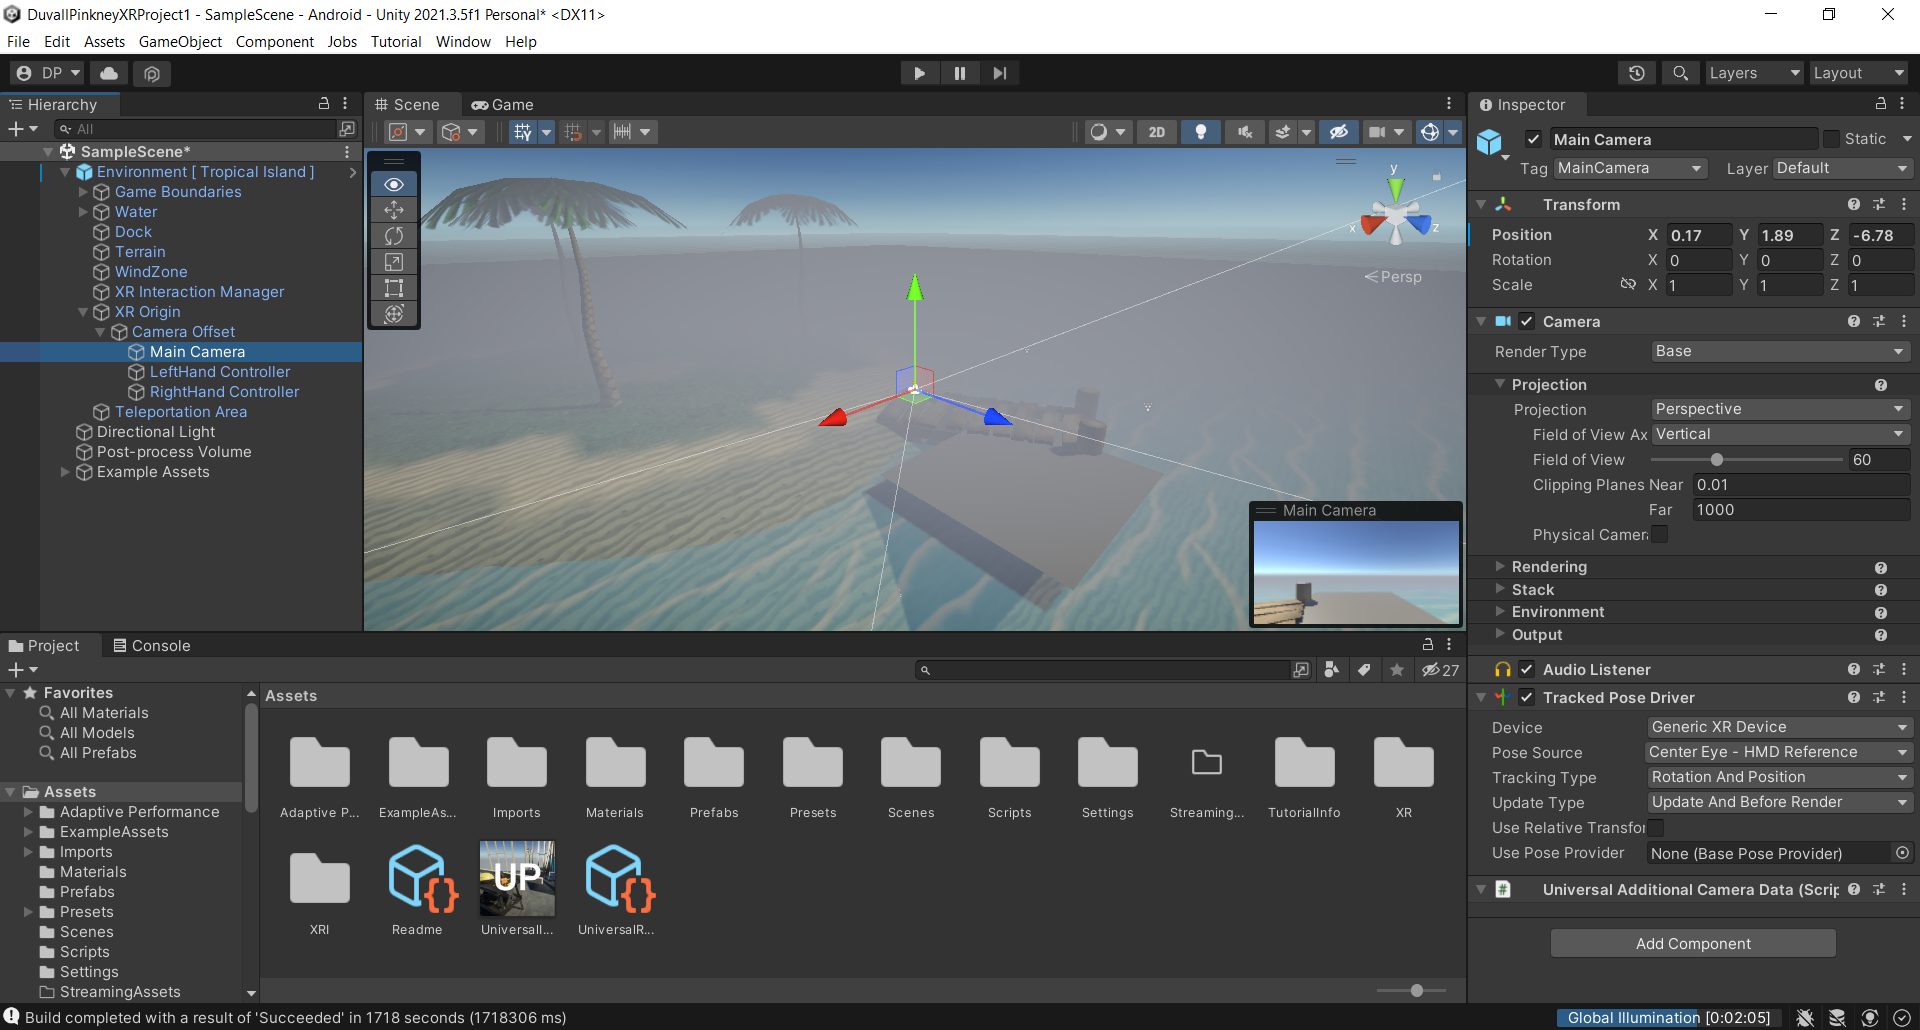 DuvallPinkneyXRProject1 - SampleScene - Android - Unity 2021.3.5f1 Personal* <DX11>
File Edit Assets GameObject Component Jobs Tutorial Window Help
DP Layers Layout
Hierarchy
All
SampleScene*
Environment [ Tropical Island ]
Game Boundaries
Water
Dock
Terrain
WindZone
XR Interaction Manager
XR Origin
Camera Offset
Main Camera
LeftHand Controller
RightHand Controller
Teleportation Area
Directional Light
Post-process Volume
Example Assets
Scene Game
2D
y
x
z
Persp
Main Camera
Inspector
Main Camera Static
Tag MainCamera Layer Default
Transform
Position X 0.17 Y 1.89 Z -6.78
Rotation X 0 Y 0 Z 0
Scale X 1 Y 1 Z 1
Camera
Render Type Base
Projection
Projection Perspective
Field of View Ax Vertical
Field of View 60
Clipping Planes Near 0.01
Far 1000
Physical Camer
Rendering
Stack
Environment
Output
Audio Listener
Tracked Pose Driver
Device Generic XR Device
Pose Source Center Eye - HMD Reference
Tracking Type Rotation And Position
Update Type Update And Before Render
Use Relative Transfor
Use Pose Provider None (Base Pose Provider)
# Universal Additional Camera Data (Scrip
Add Component
Project Console
27
Favorites
All Materials
All Models
All Prefabs
Assets
Adaptive Performance
ExampleAssets
Imports
Materials
Prefabs
Presets
Scenes
Scripts
Settings
StreamingAssets
Assets
Adaptive P... ExampleAs... Imports Materials Prefabs Presets Scenes Scripts Settings Streaming... TutorialInfo XR
UP
XRI Readme UniversalI... UniversalR...
Build completed with a result of 'Succeeded' in 1718 seconds (1718306 ms)
Global Illumination [0:02:05]